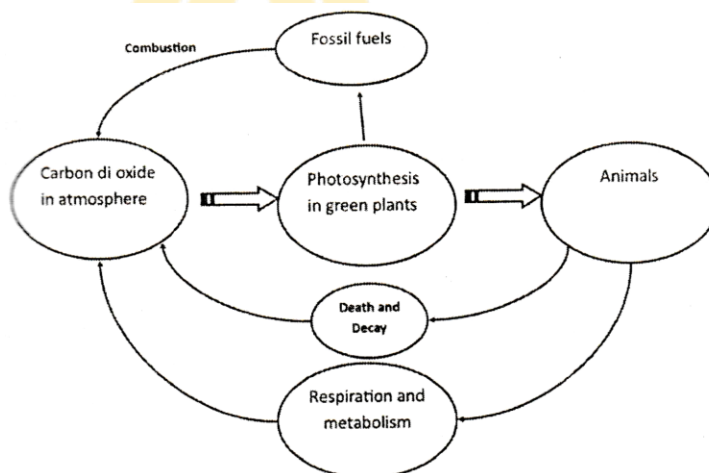 Fossil fuels
Combustion
Carbon di oxide
in atmosphere
Photosynthesis
in green plants
Animals
Death and
Decay
Respiration and
metabolism